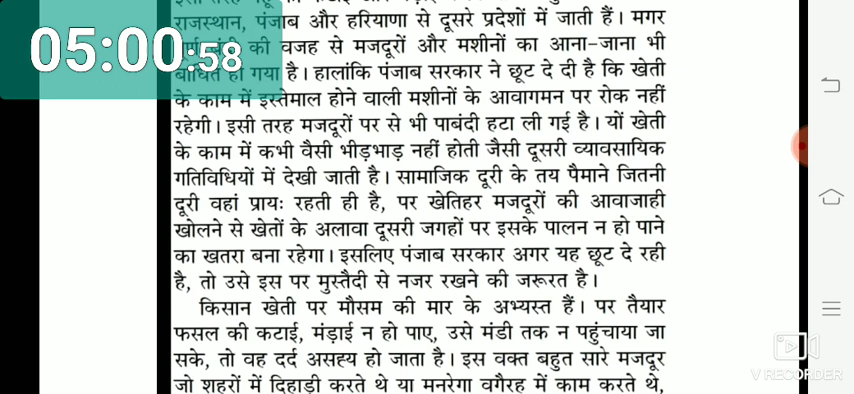 राजस्थान, पंजाब और हरियाणा से दूसरे प्रदेशों में जाती हैं। मगर
05:00:58
की वजह से मजदूरों और मशीनों का आना-जाना भी
बाधित हो गया है। हालांकि पंजाब सरकार ने छूट दे दी है कि खेती
के काम में इस्तेमाल होने वाली मशीनों के आवागमन पर रोक नहीं
रहेगी। इसी तरह मजदूरों पर से भी पाबंदी हटा ली गई है। यों खेती
के काम में कभी वैसी भीड़भाड़ नहीं होती जैसी दूसरी व्यावसायिक
गतिविधियों में देखी जाती है। सामाजिक दूरी के तय पैमाने जितनी
दूरी वहां प्रायः रहती ही है, पर खेतिहर मजदूरों की आवाजाही
खोलने से खेतों के अलावा दूसरी जगहों पर इसके पालन न हो पाने
का खतरा बना रहेगा। इसलिए पंजाब सरकार अगर यह छूट दे रही
है, तो उसे इस पर मुस्तैदी से नजर रखने की जरूरत है।
किसान खेती पर मौसम की मार के अभ्यस्त हैं। पर तैयार
फसल की कटाई, मंड़ाई न हो पाए, उसे मंडी तक न पहुंचाया जा
सके, तो वह दर्द असह्य हो जाता है। इस वक्त बहुत सारे मजदूर
जो शहरों में दिहाड़ी करते थे या मनरेगा वगैरह में काम करते थे,
V RECORDER